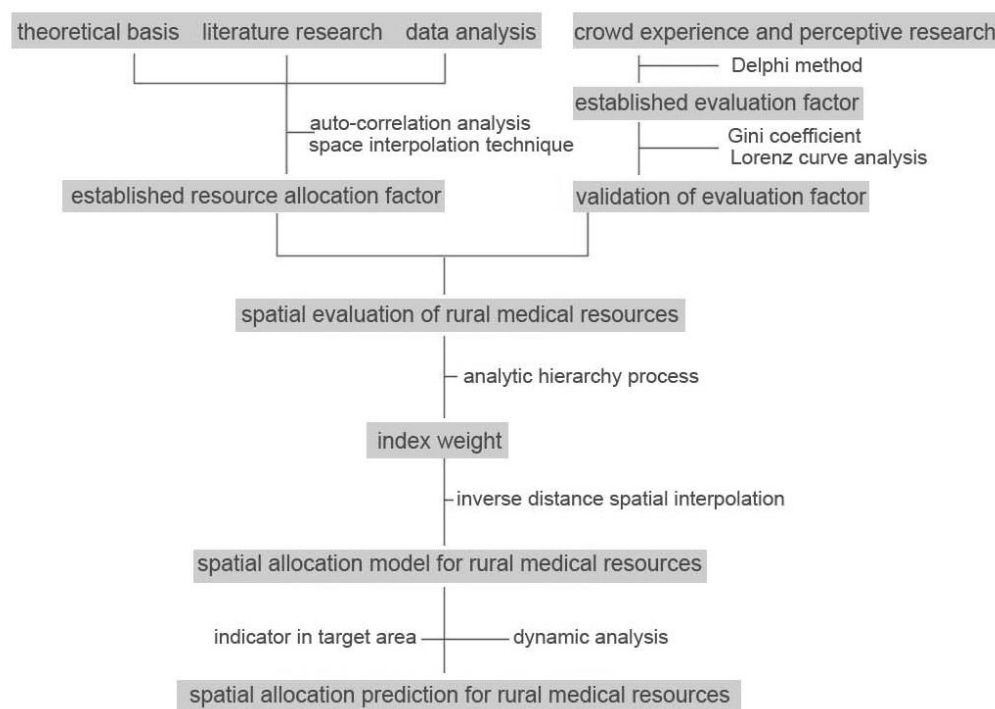 theoretical basis
literature research
data analysis
crowd experience and perceptive research
Delphi method
established evaluation factor
auto-correlation analysis
space interpolation technique
Gini coefficient
Lorenz curve analysis
established resource allocation factor
validation of evaluation factor
spatial evaluation of rural medical resources
analytic hierarchy process
index weight
inverse distance spatial interpolation
spatial allocation model for rural medical resources
indicator in target area
dynamic analysis
spatial allocation prediction for rural medical resources